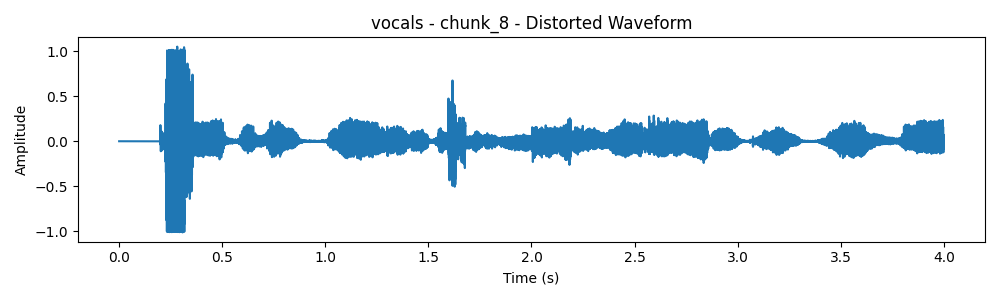 vocals - chunk_8 - Distorted Waveform
1.0
0.5
0.0
−0.5
−1.0
Amplitude
0.0 0.5 1.0 1.5 2.0 2.5 3.0 3.5 4.0
Time (s)